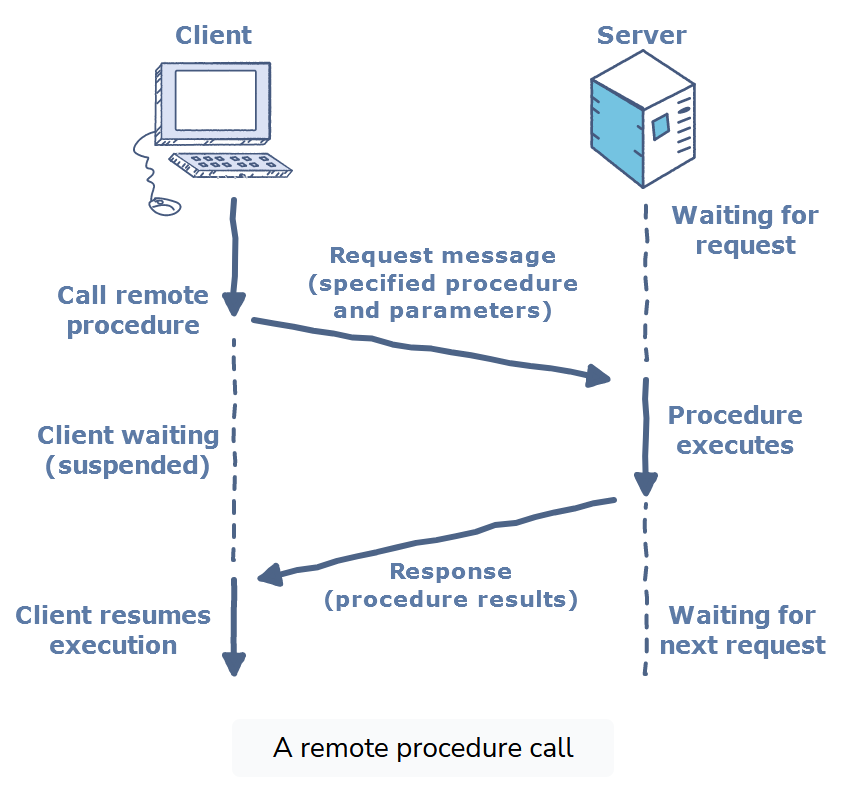 Client
Server
Waiting for
request
Request message
(specified procedure
and parameters)
Call remote
procedure
Procedure
executes
Client waiting
(suspended)
Response
(procedure results)
Client resumes
execution
Waiting for
next request
A remote procedure call